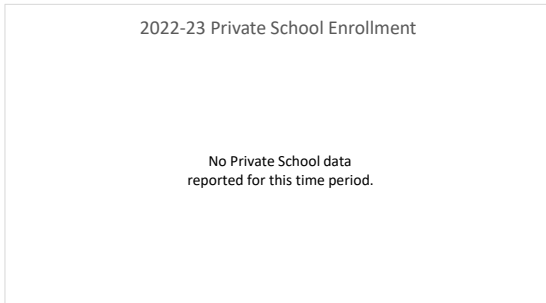 2022-23 Private School Enrollment
No Private School data
reported for this time period.